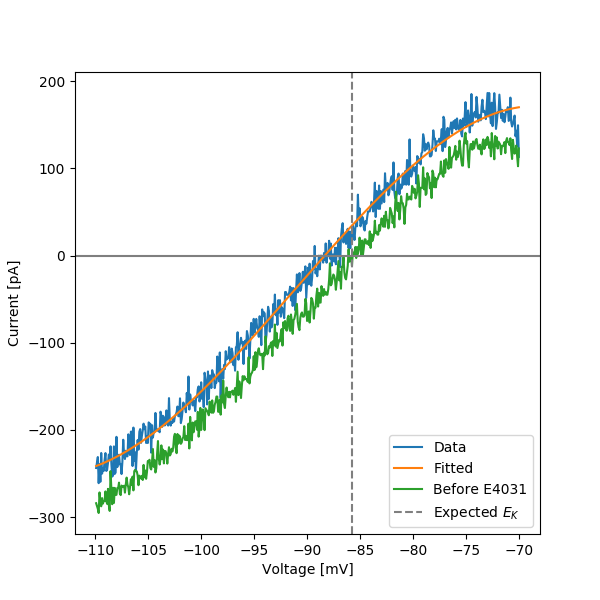 200
100
0
−100
−200
−300
Current [pA]
Data
Fitted
Before E4031
Expected E_K
−110 −105 −100 −95 −90 −85 −80 −75 −70
Voltage [mV]